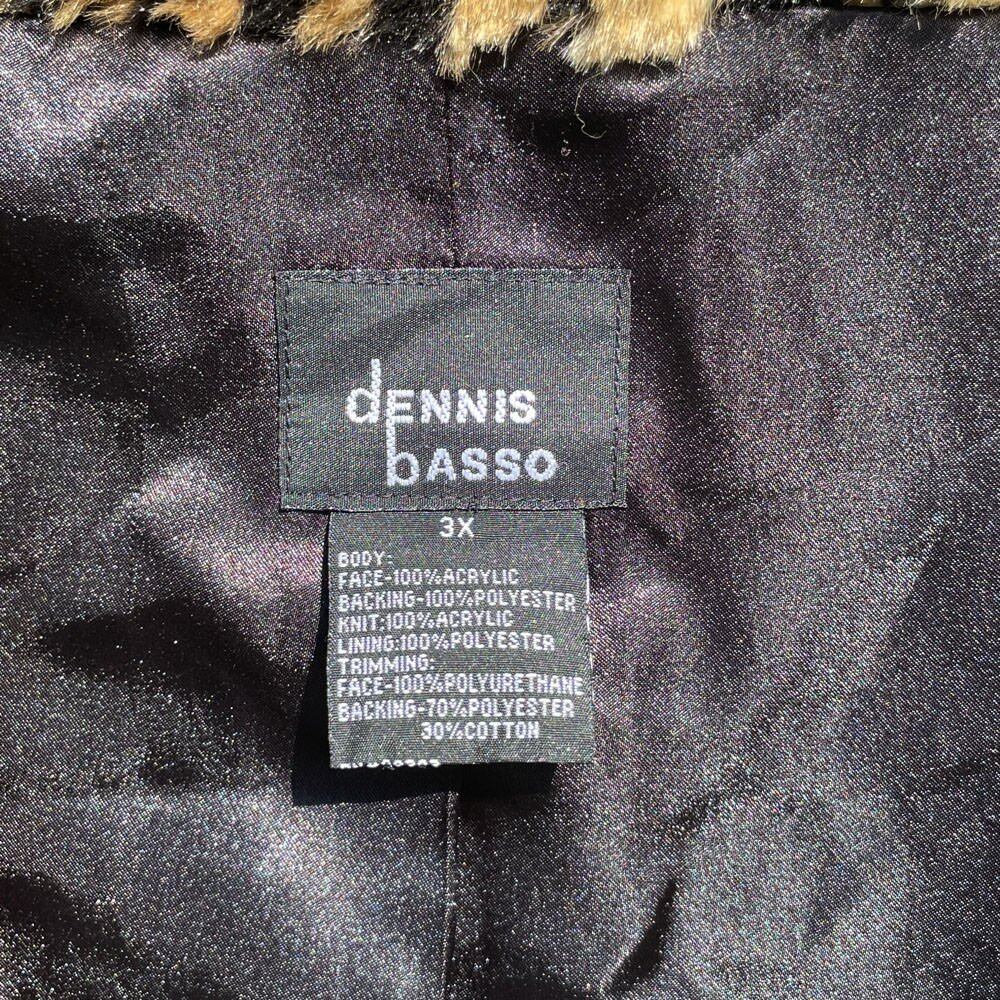 dENNIS
bASSO
3X
BODY:
FACE-100%ACRYLIC
BACKING-100%POLYESTER
KNIT:100%ACRYLIC
LINING:100%POLYESTER
TRIMMING:
FACE-100%POLYURETHANE
BACKING-70%POLYESTER
30%COTTON